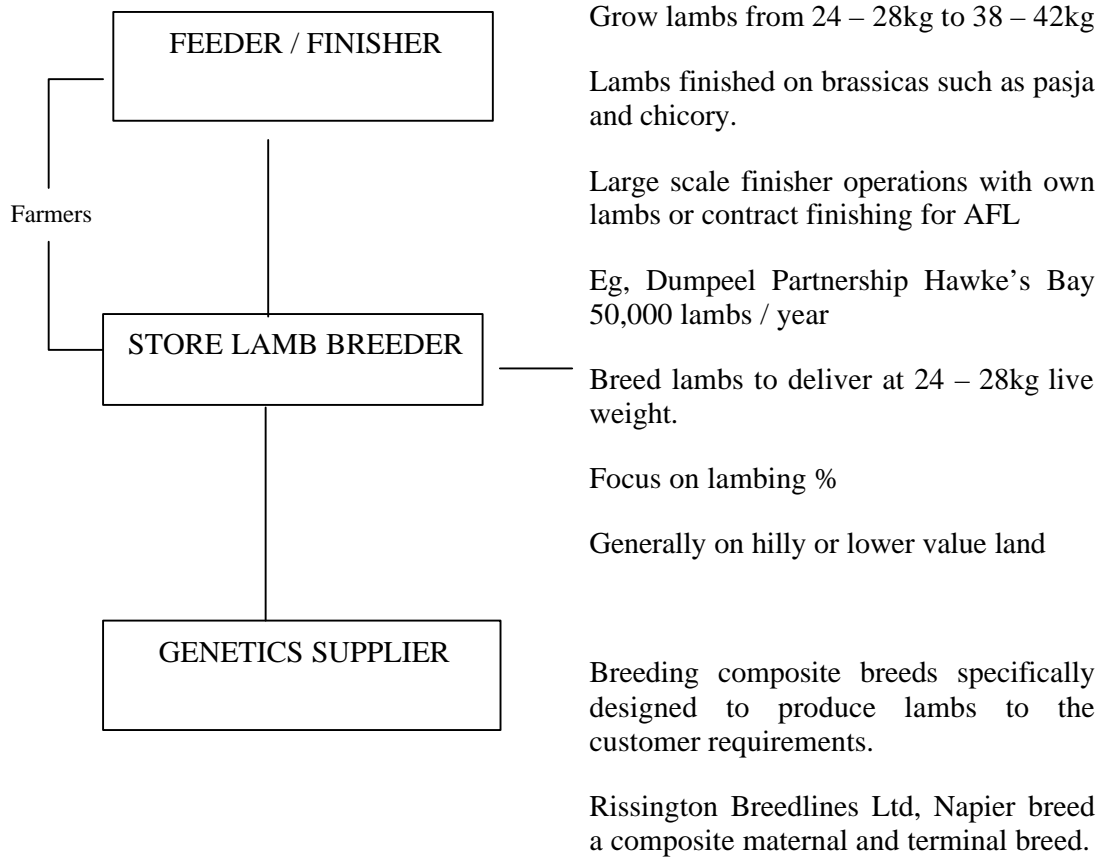 FEEDER / FINISHER
Grow lambs from 24 – 28kg to 38 – 42kg
Lambs finished on brassicas such as pasja
and chicory.
Large scale finisher operations with own
lambs or contract finishing for AFL
Eg, Dumpeel Partnership Hawke's Bay
50,000 lambs / year
Farmers
STORE LAMB BREEDER
Breed lambs to deliver at 24 – 28kg live
weight.
Focus on lambing %
Generally on hilly or lower value land
GENETICS SUPPLIER
Breeding composite breeds specifically
designed to produce lambs to the
customer requirements.
Rissington Breedlines Ltd, Napier breed
a composite maternal and terminal breed.